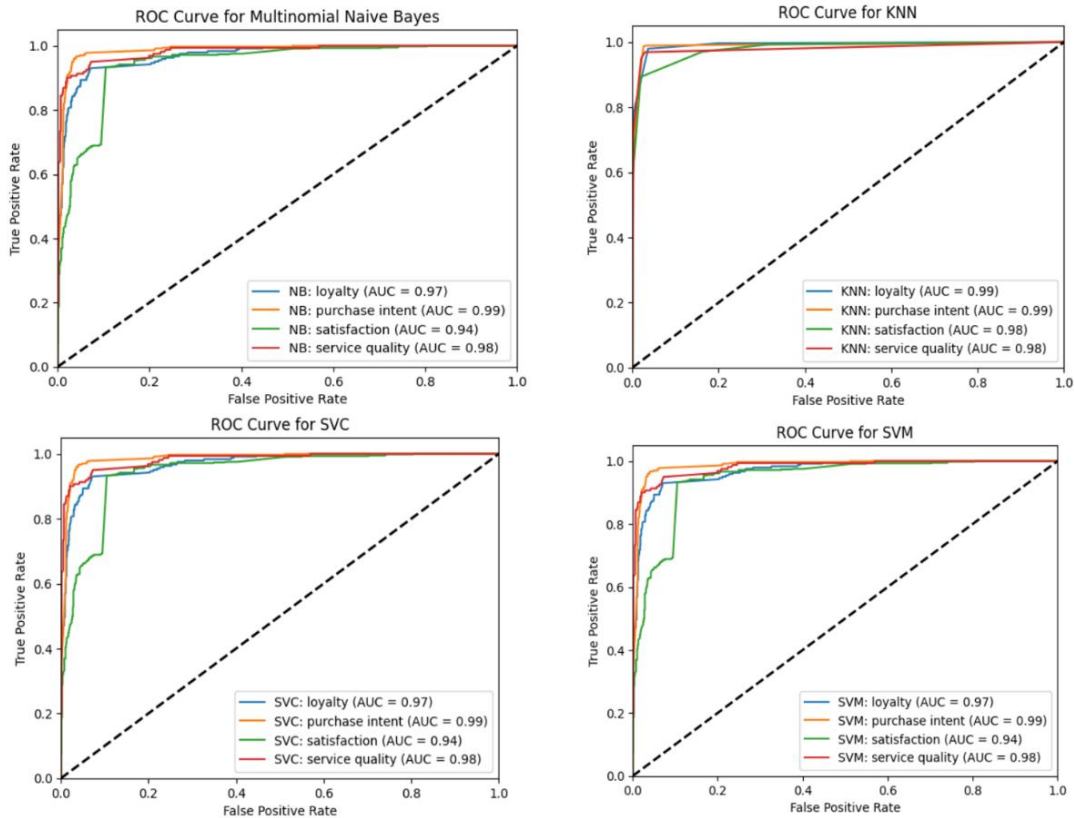 ROC Curve for Multinomial Naive Bayes
True Positive Rate
1.0
0.8
0.6
0.4
0.2
0.0
NB: loyalty (AUC = 0.97)
NB: purchase intent (AUC = 0.99)
NB: satisfaction (AUC = 0.94)
NB: service quality (AUC = 0.98)
0.0 0.2 0.4 0.6 0.8 1.0
False Positive Rate
ROC Curve for KNN
True Positive Rate
1.0
0.8
0.6
0.4
0.2
0.0
KNN: loyalty (AUC = 0.99)
KNN: purchase intent (AUC = 0.99)
KNN: satisfaction (AUC = 0.98)
KNN: service quality (AUC = 0.98)
0.0 0.2 0.4 0.6 0.8 1.0
False Positive Rate
ROC Curve for SVC
True Positive Rate
1.0
0.8
0.6
0.4
0.2
0.0
SVC: loyalty (AUC = 0.97)
SVC: purchase intent (AUC = 0.99)
SVC: satisfaction (AUC = 0.94)
SVC: service quality (AUC = 0.98)
0.0 0.2 0.4 0.6 0.8 1.0
False Positive Rate
ROC Curve for SVM
True Positive Rate
1.0
0.8
0.6
0.4
0.2
0.0
SVM: loyalty (AUC = 0.97)
SVM: purchase intent (AUC = 0.99)
SVM: satisfaction (AUC = 0.94)
SVM: service quality (AUC = 0.98)
0.0 0.2 0.4 0.6 0.8 1.0
False Positive Rate